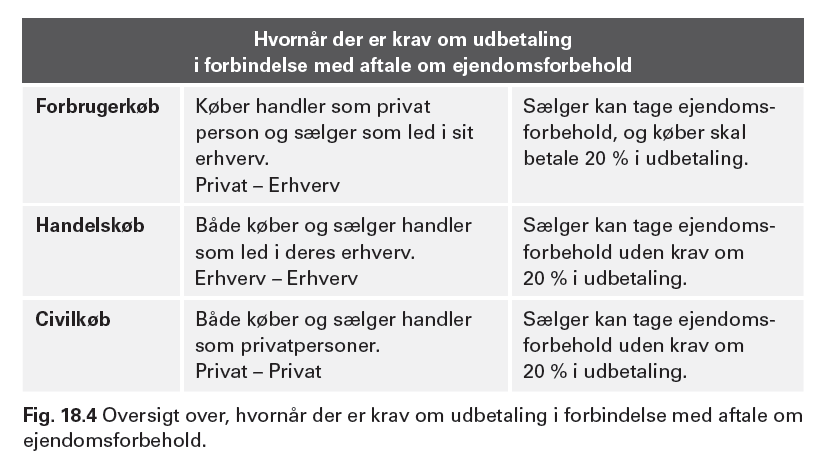 Hvornår der er krav om udbetaling
i forbindelse med aftale om ejendomsforbehold
Forbrugerkøb
Køber handler som privat
person og sælger som led i sit
erhverv.
Privat – Erhverv
Sælger kan tage ejendoms-
forbehold, og køber skal
betale 20 % i udbetaling.
Handelskøb
Både køber og sælger handler
som led i deres erhverv.
Erhverv – Erhverv
Sælger kan tage ejendoms-
forbehold uden krav om
20 % i udbetaling.
Civilkøb
Både køber og sælger handler
som privatpersoner.
Privat – Privat
Sælger kan tage ejendoms-
forbehold uden krav om
20 % i udbetaling.
Fig. 18.4 Oversigt over, hvornår der er krav om udbetaling i forbindelse med aftale om
ejendomsforbehold.